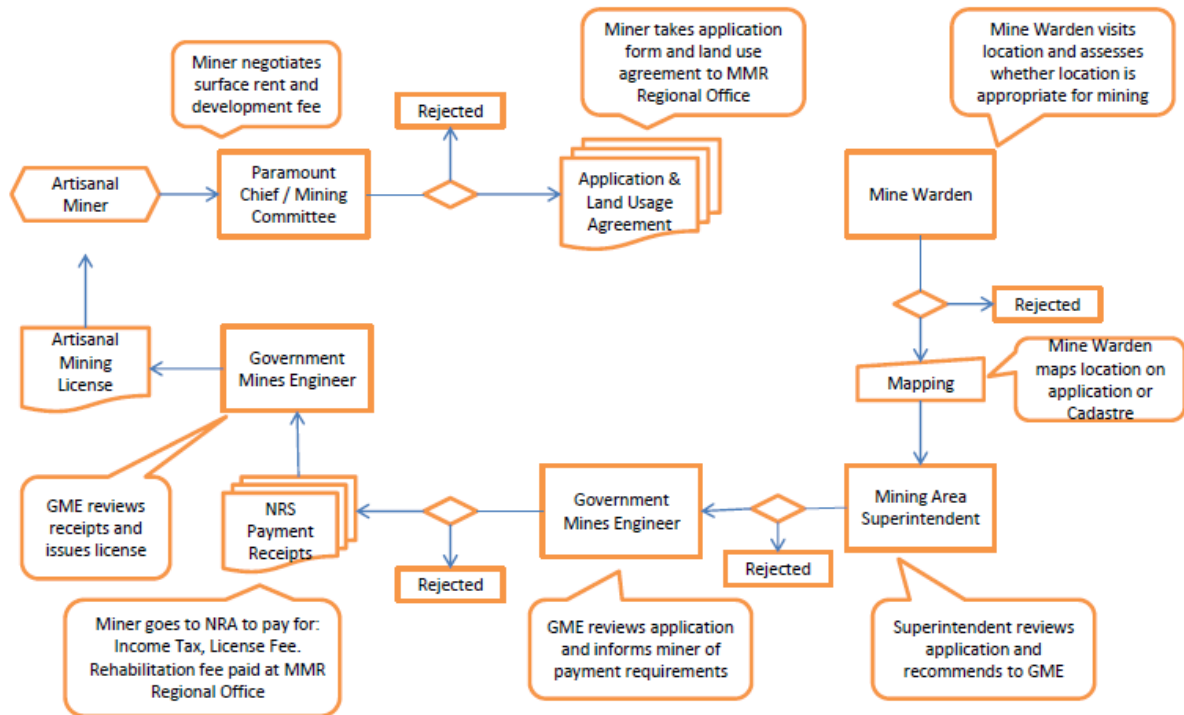 Miner negotiates
surface rent and
development fee
Miner takes application
form and land use
agreement to MMR
Regional Office
Mine Warden visits
location and assesses
whether location is
appropriate for mining
Rejected
Artisanal
Miner
Paramount
Chief / Mining
Committee
Application &
Land Usage
Agreement
Mine Warden
Rejected
Mapping
Mine Warden
maps location on
application or
Cadastre
Artisanal
Mining
License
Government
Mines Engineer
GME reviews
receipts and
issues license
NRS
Payment
Receipts
Rejected
Government
Mines Engineer
Rejected
Mining Area
Superintendent
Miner goes to NRA to pay for:
Income Tax, License Fee.
Rehabilitation fee paid at MMR
Regional Office
GME reviews application
and informs miner of
payment requirements
Superintendent reviews
application and
recommends to GME